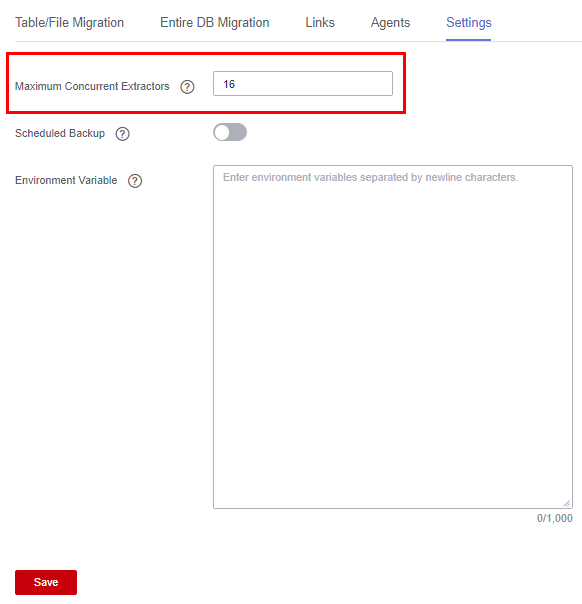 Table/File Migration Entire DB Migration Links Agents Settings
Maximum Concurrent Extractors ? 16
Scheduled Backup ?
Environment Variable ? Enter environment variables separated by newline characters.
0/1,000
Save